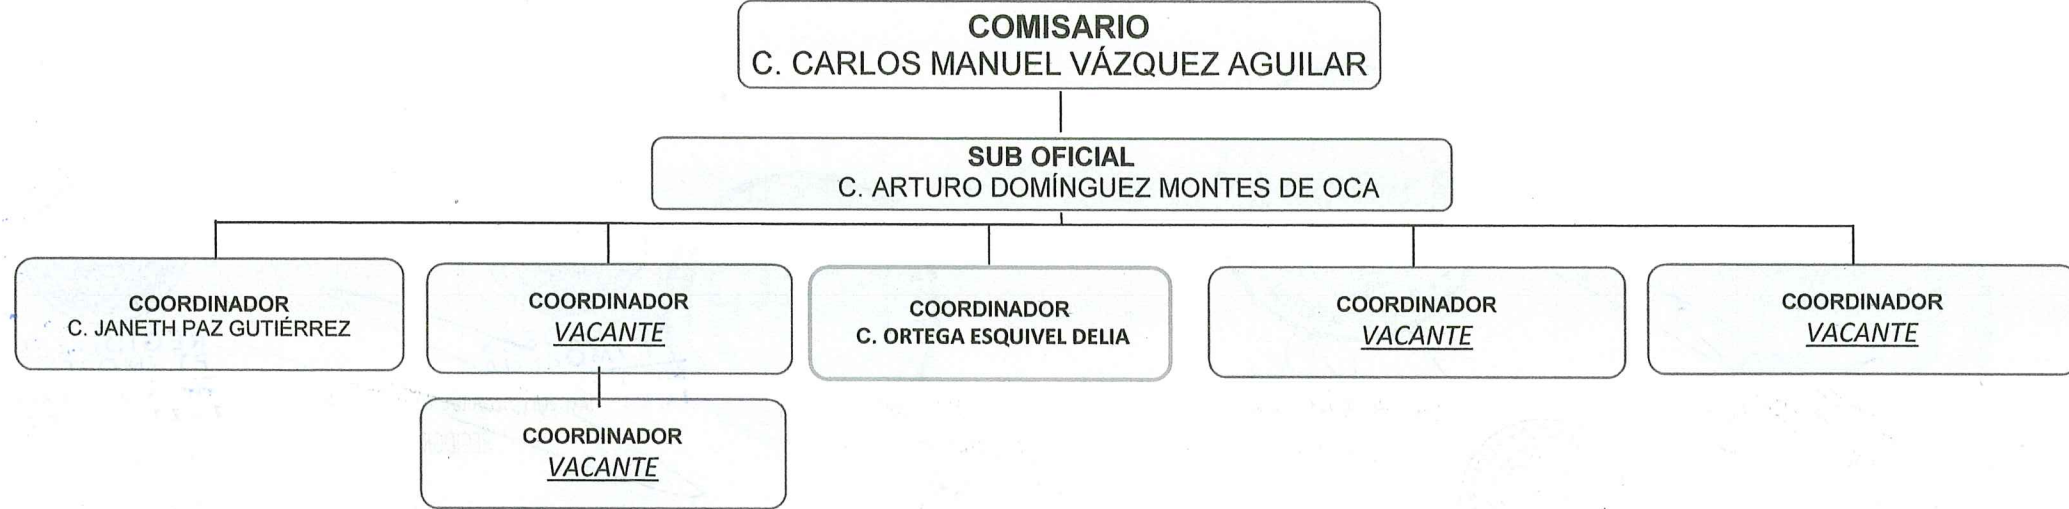 COMISARIO
C. CARLOS MANUEL VÁZQUEZ AGUILAR
SUB OFICIAL
C. ARTURO DOMÍNGUEZ MONTES DE OCA
COORDINADOR
C. JANETH PAZ GUTIÉRREZ
COORDINADOR
VACANTE
COORDINADOR
C. ORTEGA ESQUIVEL DELIA
COORDINADOR
VACANTE
COORDINADOR
VACANTE
COORDINADOR
VACANTE